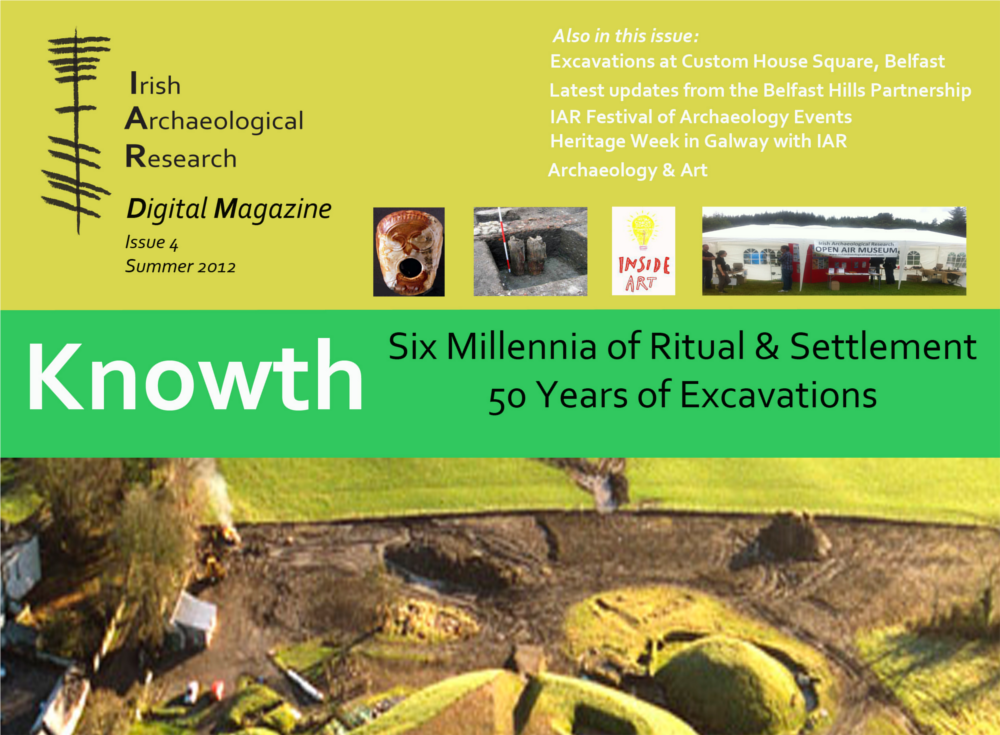 Irish
Archaeological
Research
Digital Magazine
Issue 4
Summer 2012
Also in this issue:
Excavations at Custom House Square, Belfast
Latest updates from the Belfast Hills Partnership
IAR Festival of Archaeology Events
Heritage Week in Galway with IAR
Archaeology & Art
INSIDE
ART
Irish Archaeological Research
OPEN AIR MUSEUM
Knowth
Six Millennia of Ritual & Settlement
50 Years of Excavations